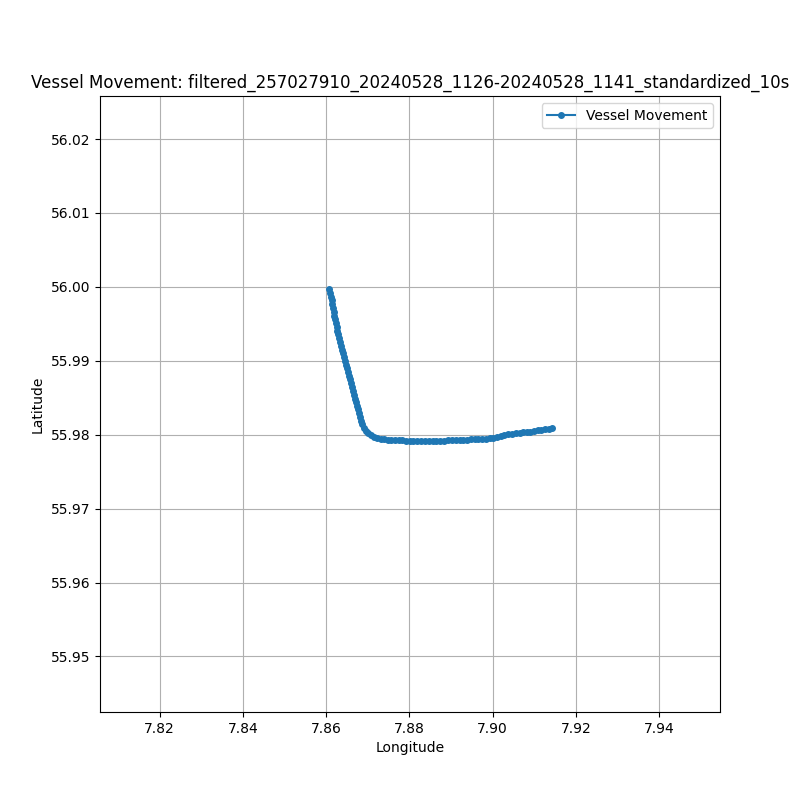 Vessel Movement: filtered_257027910_20240528_1126-20240528_1141_standardized_10s
Vessel Movement
56.02
56.01
56.00
55.99
55.98
55.97
55.96
55.95
Latitude
7.82 7.84 7.86 7.88 7.90 7.92 7.94
Longitude